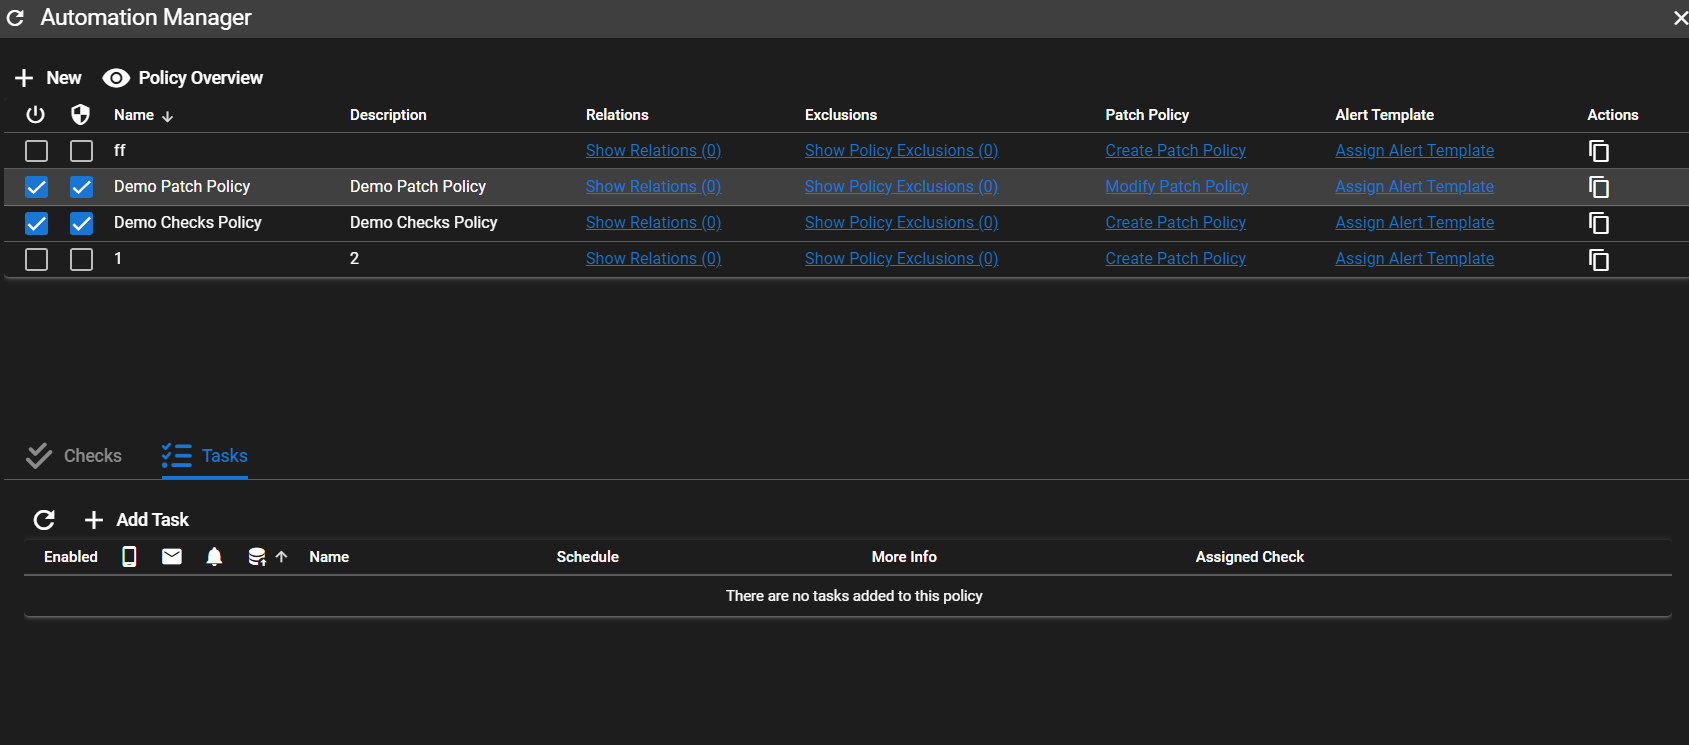 Automation Manager
New Policy Overview
Name Description Relations Exclusions Patch Policy Alert Template Actions
ff Show Relations (0) Show Policy Exclusions (0) Create Patch Policy Assign Alert Template
Demo Patch Policy Demo Patch Policy Show Relations (0) Show Policy Exclusions (0) Modify Patch Policy Assign Alert Template
Demo Checks Policy Demo Checks Policy Show Relations (0) Show Policy Exclusions (0) Create Patch Policy Assign Alert Template
1 2 Show Relations (0) Show Policy Exclusions (0) Create Patch Policy Assign Alert Template
Checks Tasks
Add Task
Enabled Name Schedule More Info Assigned Check
There are no tasks added to this policy